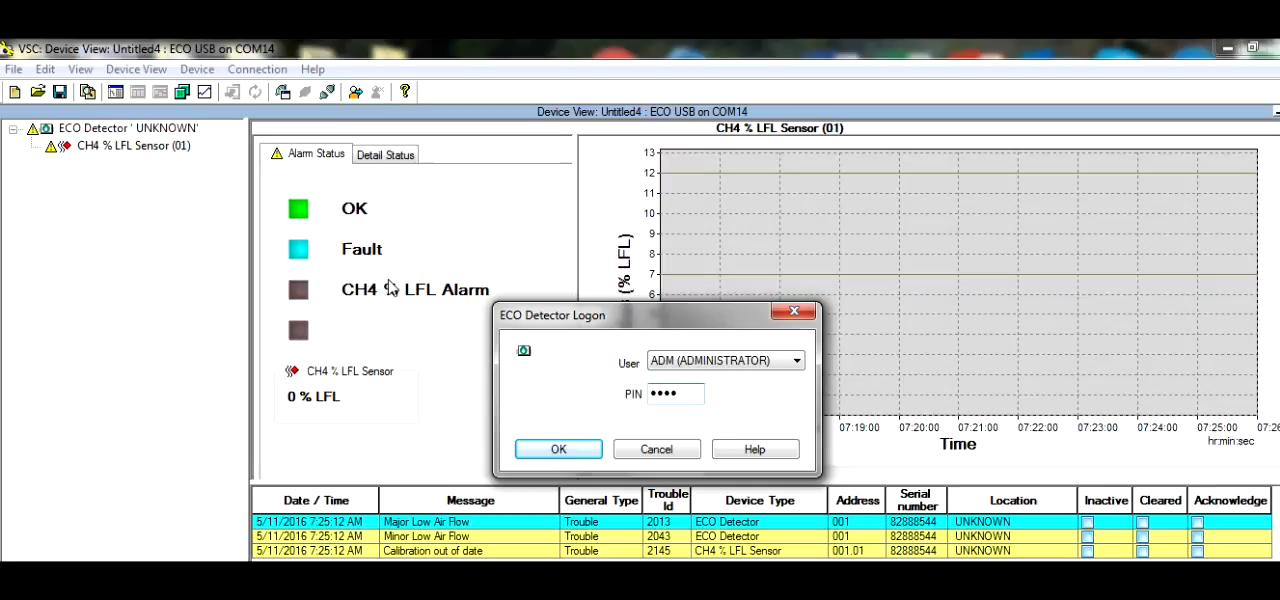 VSC: Device View: Untitled4 : ECO USB on COM14
File Edit View Device View Device Connection Help
Device View: Untitled4 : ECO USB on COM14
ECO Detector ' UNKNOWN'
CH4 % LFL Sensor (01)
Alarm Status Detail Status
OK
Fault
CH4 % LFL Alarm
CH4 % LFL Sensor
0 % LFL
CH4 % LFL Sensor (01)
13
12
11
10
9
8
7
6
(% LFL)
07:19:00 07:20:00 07:21:00 07:22:00 07:23:00 07:24:00 07:25:00
Time
hr:min:sec
ECO Detector Logon
User ADM (ADMINISTRATOR)
PIN ••••
OK Cancel Help
Date / Time Message General Type Trouble Id Device Type Address Serial number Location Inactive Cleared Acknowledge
5/11/2016 7:25:12 AM Major Low Air Flow Trouble 2013 ECO Detector 001 82888544 UNKNOWN
5/11/2016 7:25:12 AM Minor Low Air Flow Trouble 2043 ECO Detector 001 82888544 UNKNOWN
5/11/2016 7:25:12 AM Calibration out of date Trouble 2145 CH4 % LFL Sensor 001.01 82888544 UNKNOWN